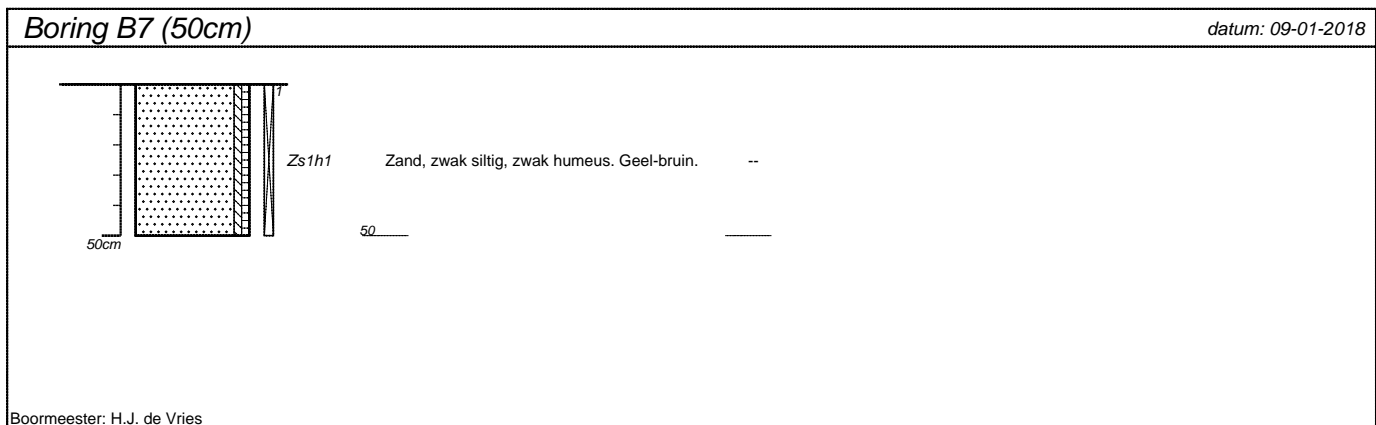 Boring B7 (50cm) datum: 09-01-2018
1
Zs1h1 Zand, zwak siltig, zwak humeus. Geel-bruin. --
50cm 50
Boormeester: H.J. de Vries